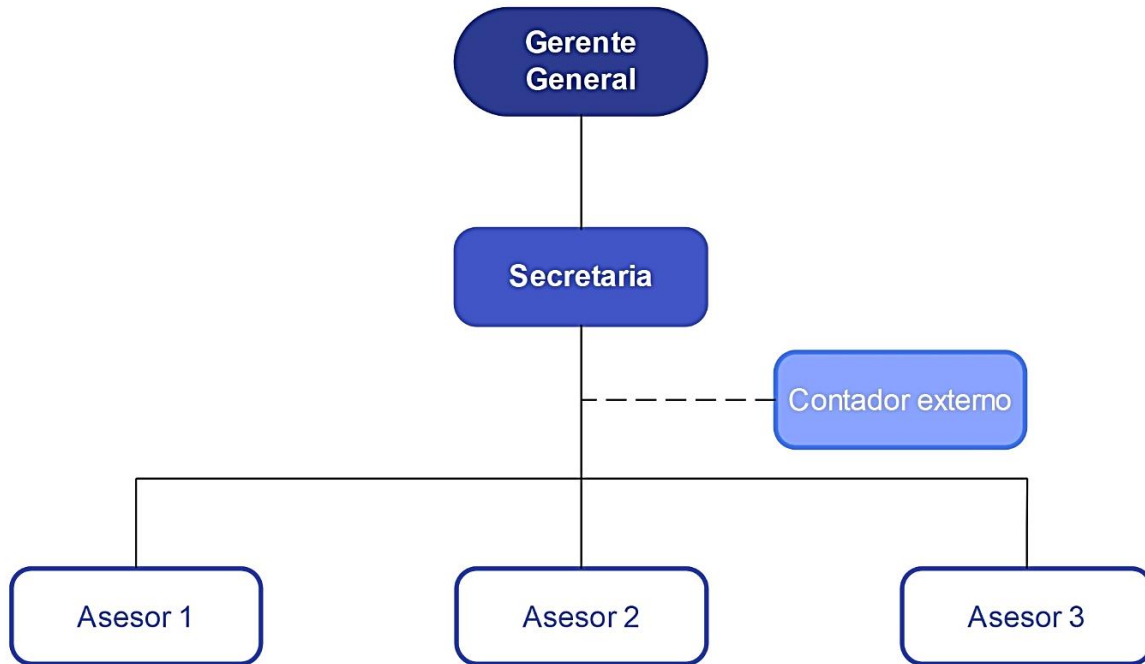 Gerente
General
Secretaria
Contador externo
Asesor 1
Asesor 2
Asesor 3